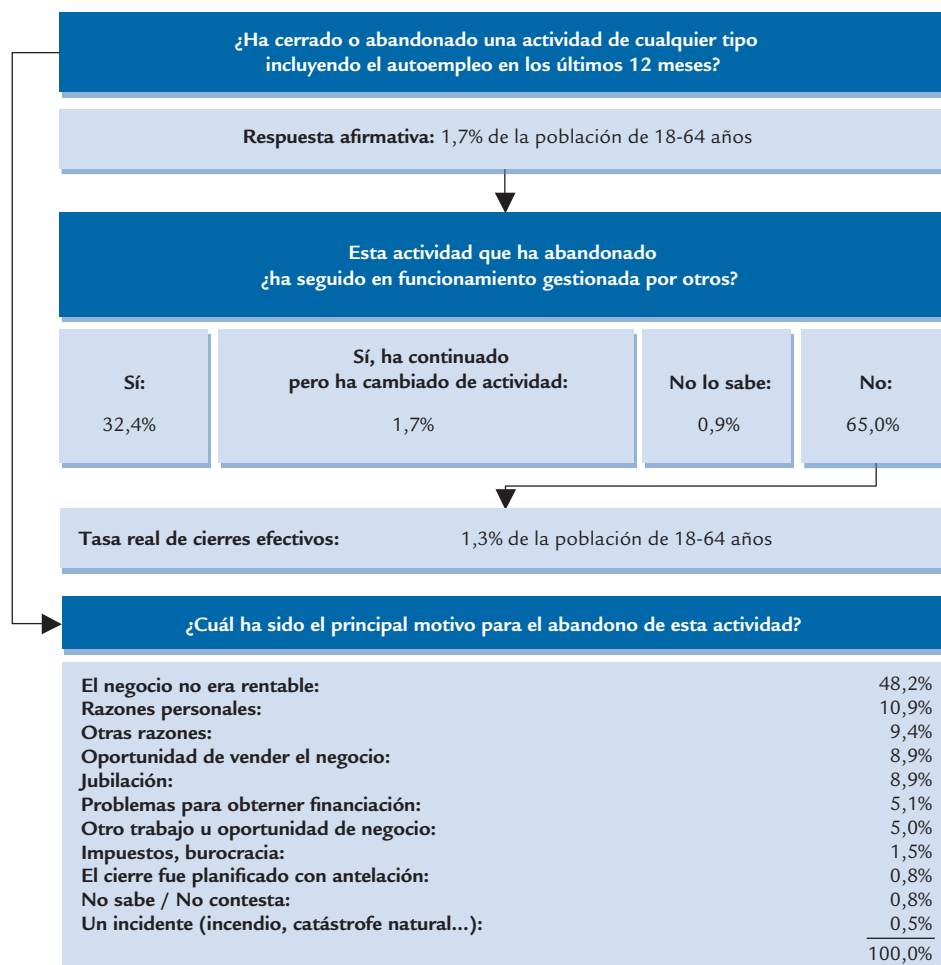 ¿Ha cerrado o abandonado una actividad de cualquier tipo
incluyendo el autoempleo en los últimos 12 meses?
Respuesta afirmativa: 1,7% de la población de 18-64 años
Esta actividad que ha abandonado
¿ha seguido en funcionamiento gestionada por otros?
Sí:
32,4%
Sí, ha continuado
pero ha cambiado de actividad:
1,7%
No lo sabe:
0,9%
No:
65,0%
Tasa real de cierres efectivos: 1,3% de la población de 18-64 años
¿Cuál ha sido el principal motivo para el abandono de esta actividad?
El negocio no era rentable: 48,2%
Razones personales: 10,9%
Otras razones: 9,4%
Oportunidad de vender el negocio: 8,9%
Jubilación: 8,9%
Problemas para obterner financiación: 5,1%
Otro trabajo u oportunidad de negocio: 5,0%
Impuestos, burocracia: 1,5%
El cierre fue planificado con antelación: 0,8%
No sabe / No contesta: 0,8%
Un incidente (incendio, catástrofe natural...): 0,5%
100,0%